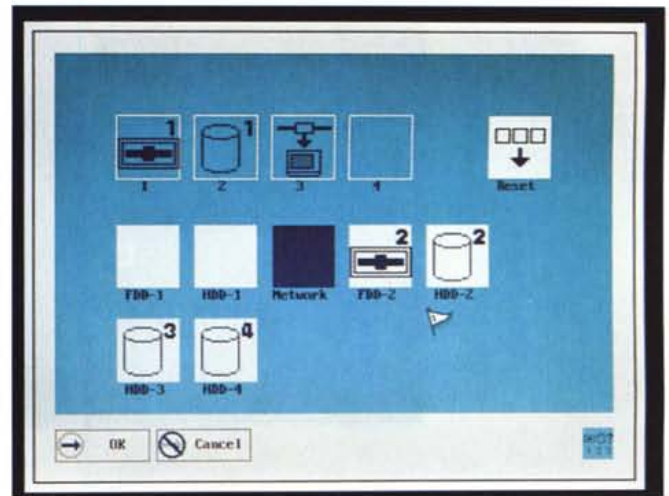 1 1
1 2 3 4 Reset
2 2
FDD-1 HDD-1 Network FDD-2 HDD-2
3 4
HDD-3 HDD-4
OK Cancel